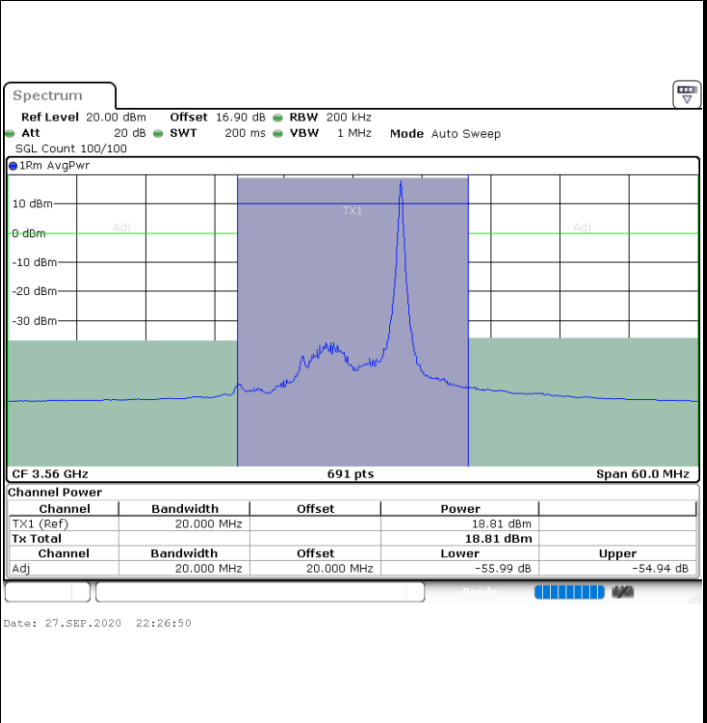 Spectrum
Ref Level 20.00 dBm Offset 16.90 dB RBW 200 kHz
Att 20 dB SWT 200 ms VBW 1 MHz Mode Auto Sweep
SGL Count 100/100
1Rm AvgPwr
10 dBm
TX1
Adj
Adj
0 dBm
-10 dBm
-20 dBm
-30 dBm
CF 3.56 GHz 691 pts Span 60.0 MHz
Channel Power
Channel Bandwidth Offset Power
TX1 (Ref) 20.000 MHz 18.81 dBm
Tx Total 18.81 dBm
Channel Bandwidth Offset Lower Upper
Adj 20.000 MHz 20.000 MHz -55.99 dB -54.94 dB
Ready
Date: 27.SEP.2020 22:26:50